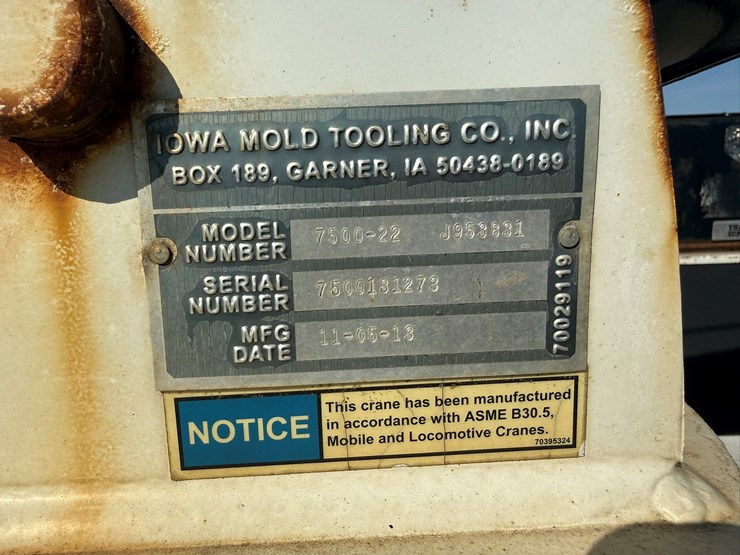 IOWA MOLD TOOLING CO., INC.
BOX 189, GARNER, IA 50438-0189
MODEL NUMBER 7500-22 J953831
SERIAL NUMBER 7500131273
MFG DATE 11-05-13
70029119
NOTICE
This crane has been manufactured
in accordance with ASME B30.5,
Mobile and Locomotive Cranes.
70395324